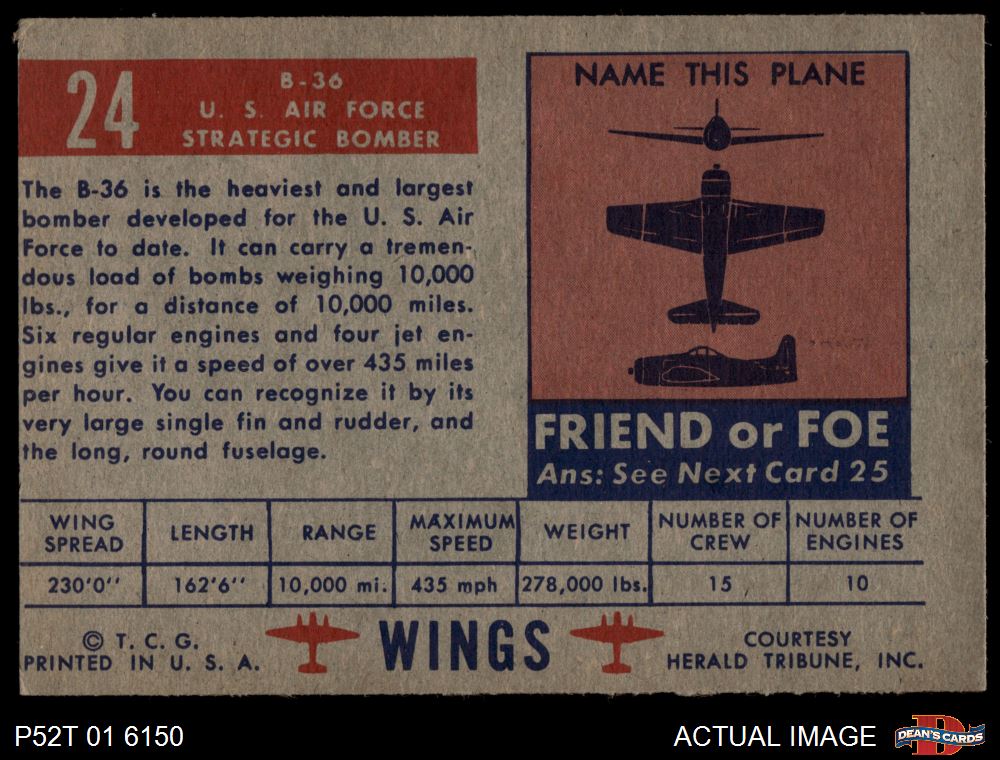 24
B-36
U. S. AIR FORCE
STRATEGIC BOMBER
The B-36 is the heaviest and largest
bomber developed for the U. S. Air
Force to date. It can carry a tremen-
dous load of bombs weighing 10,000
lbs., for a distance of 10,000 miles.
Six regular engines and four jet en-
gines give it a speed of over 435 miles
per hour. You can recognize it by its
very large single fin and rudder, and
the long, round fuselage.
NAME THIS PLANE
FRIEND or FOE
Ans: See Next Card 25
WING SPREAD LENGTH RANGE MAXIMUM SPEED WEIGHT NUMBER OF CREW NUMBER OF ENGINES
230'0'' 162'6'' 10,000 mi. 435 mph 278,000 lbs. 15 10
© T. C. G.
PRINTED IN U. S. A.
WINGS
COURTESY
HERALD TRIBUNE, INC.
P52T 01 6150
ACTUAL IMAGE
D
DEAN'S CARDS